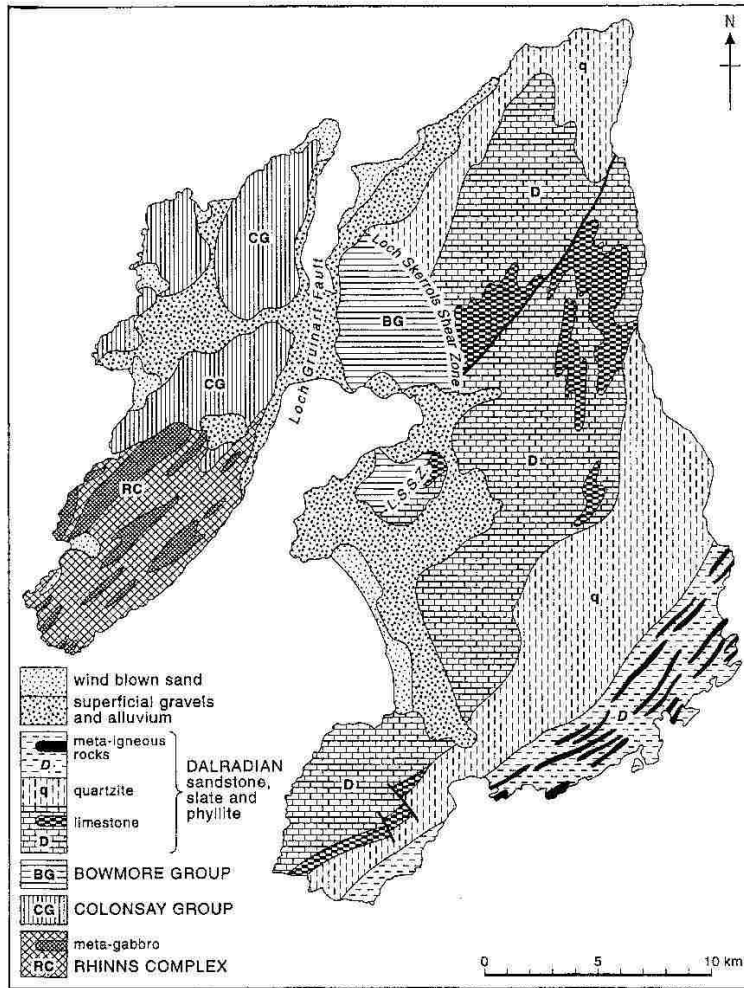 N
q
D
CG
Loch Skerrols Shear Zone
Loch Gruinart Fault
BG
CG
D
LSSZ
RC
q
D
D
wind blown sand
superficial gravels
and alluvium
meta-igneous
rocks
D
q
quartzite
limestone
D
DALRADIAN
sandstone,
slate and
phyllite
BG
BOWMORE GROUP
CG
COLONSAY GROUP
meta-gabbro
RC
RHINNS COMPLEX
0 5 10 km